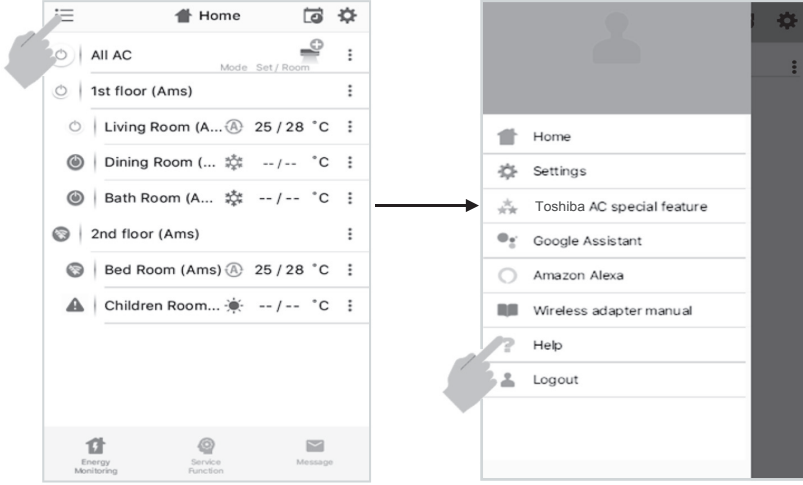 Home
All AC
Mode Set / Room
1st floor (Ams)
Living Room (A... A 25 / 28 °C
Dining Room (... -- / -- °C
Bath Room (A... -- / -- °C
2nd floor (Ams)
Bed Room (Ams) A 25 / 28 °C
Children Room... -- / -- °C
Energy
Monitoring
Service
Function
Message
Home
Settings
Toshiba AC special feature
Google Assistant
Amazon Alexa
Wireless adapter manual
Help
Logout